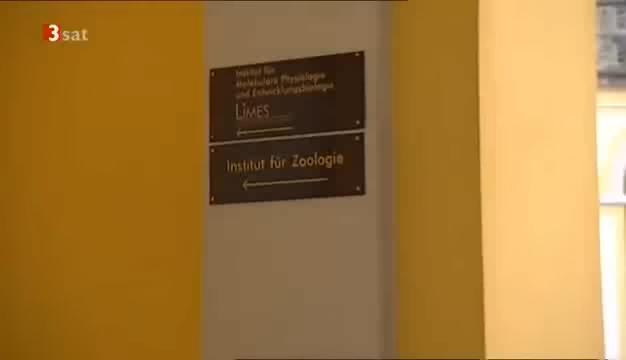 3sat
Institut für
Molekulare Physiologie
und Entwicklungsbiologie
LIMES
Institut für Zoologie